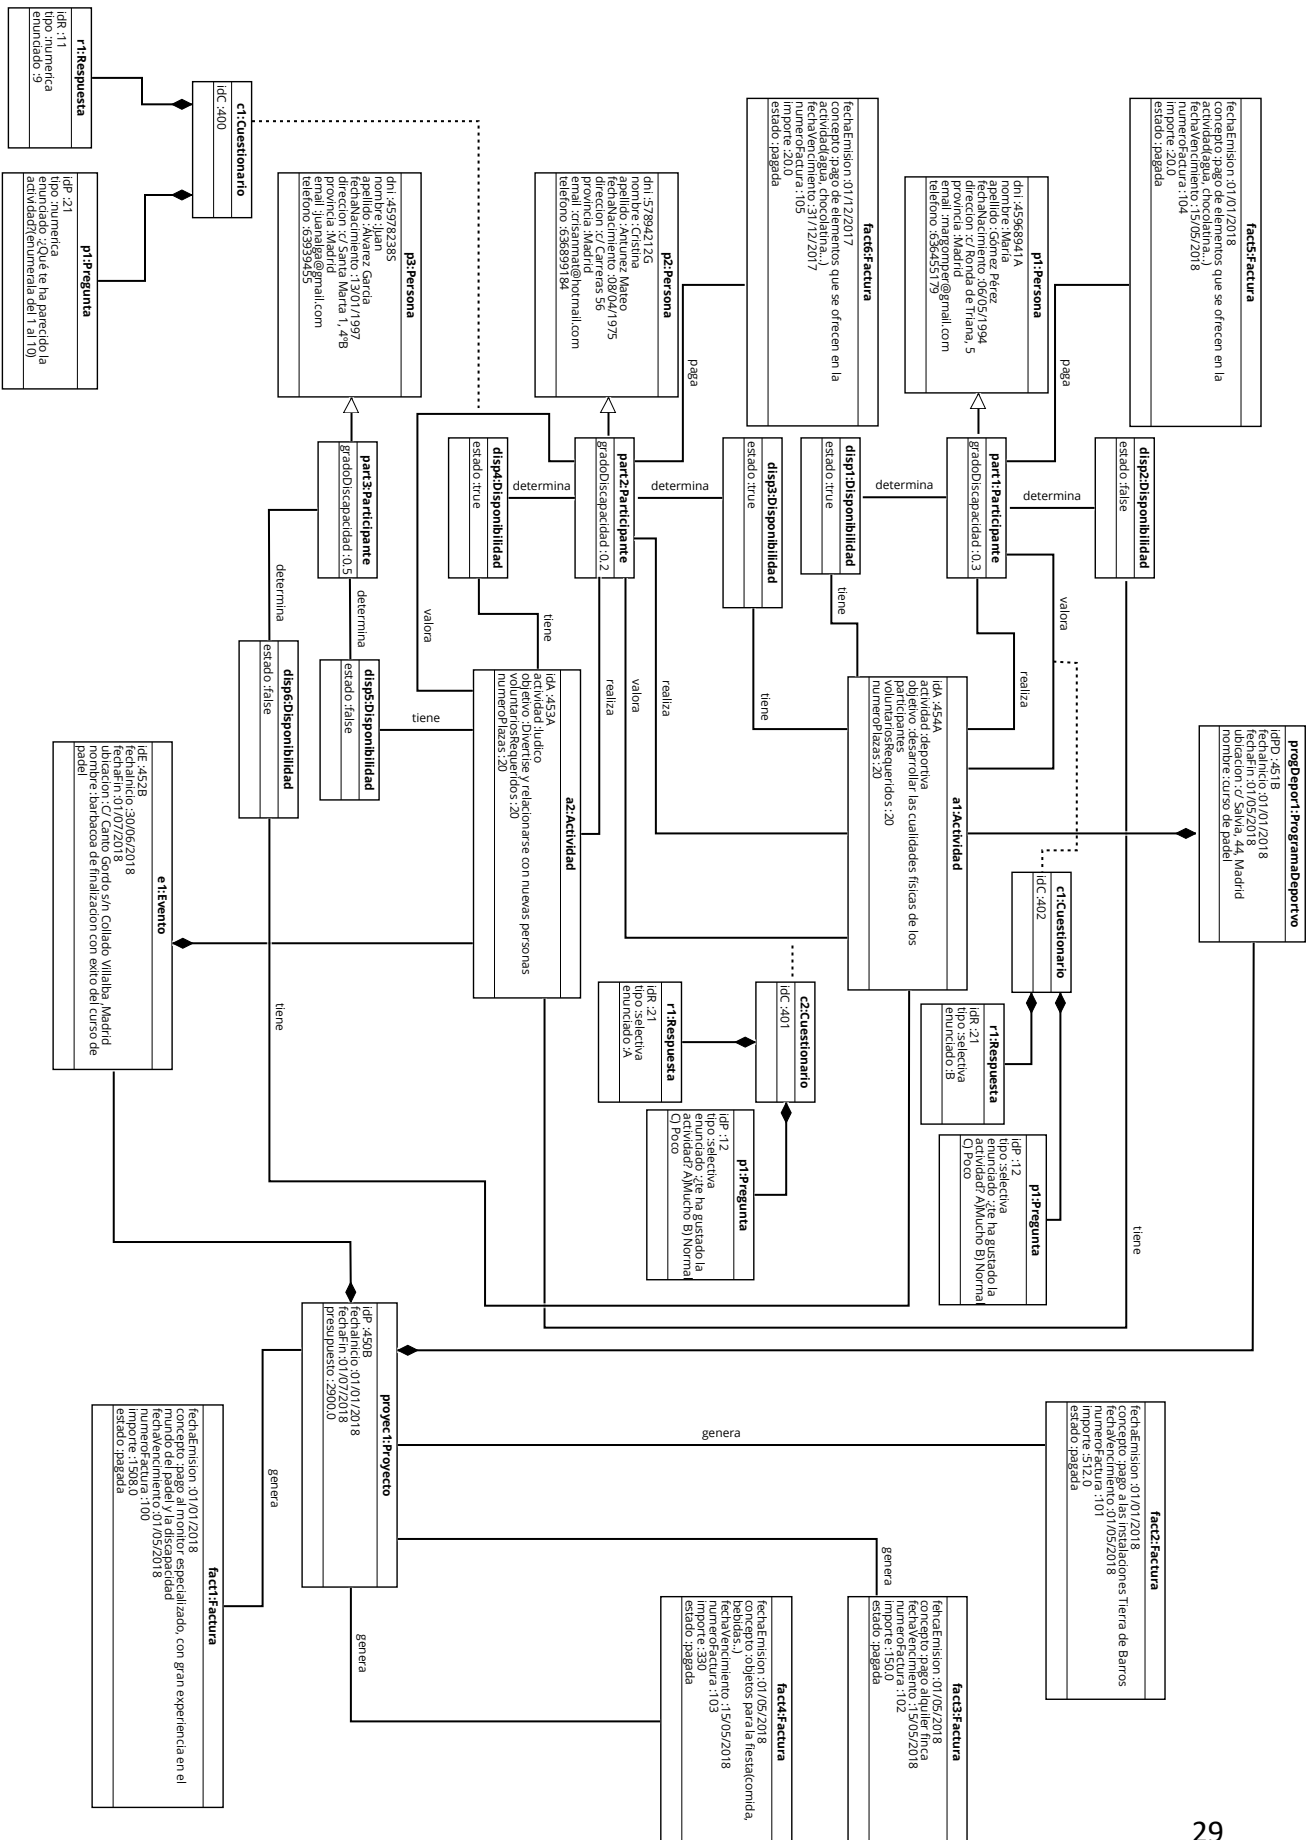 progDepor1:ProgramaDeportvo
idPD :451B
fechaInicio :01/01/2018
fechaFin :01/05/2018
ubicacion :c/ Salvia, 44, Madrid
nombre :curso de padel
fact5:Factura
fechaEmision :01/01/2018
concepto :pago de elementos que se ofrecen en la
actividad(agua, chocolatina...)
fechaVencimiento :15/05/2018
numeroFactura :104
importe :20.0
estado :pagada
paga
disp2:Disponibilidad
estado :false
determina
tiene
p1:Persona
dni :45968941A
nombre :María
apellido :Gómez Pérez
fechaNacimiento :06/05/1994
direccion :c/ Ronda de Triana, 5
provincia :Madrid
email :margomper@gmail.com
telefono :636455179
part1:Participante
gradoDiscapacidad :0.3
valora
realiza
c1:Cuestionario
idC :402
r1:Respuesta
idR :21
tipo :selectiva
enunciado :B
p1:Pregunta
idP :12
tipo :selectiva
enunciado :¿te ha gustado la
actividad? A)Mucho B) Normal
C) Poco
fact2:Factura
fechaEmision :01/01/2018
concepto :pago a las instalaciones Tierra de Barros
fechaVencimiento :01/05/2018
numeroFactura :101
importe :512.0
estado :pagada
genera
a1:Actividad
idA :454A
actividad :deportiva
objetivo :desarrollar las cualidades físicas de los
participantes
voluntariosRequeridos :20
numeroPlazas :20
determina
disp1:Disponibilidad
estado :true
tiene
fact6:Factura
fechaEmision :01/12/2017
concepto :pago de elementos que se ofrecen en la
actividad(agua, chocolatina...)
fechaVencimiento :31/12/2017
numeroFactura :105
importe :20.0
estado :pagada
paga
disp3:Disponibilidad
estado :true
determina
tiene
c2:Cuestionario
idC :401
r1:Respuesta
idR :21
tipo :selectiva
enunciado :A
p1:Pregunta
idP :12
tipo :selectiva
enunciado :¿te ha gustado la
actividad? A)Mucho B) Normal
C) Poco
fact3:Factura
fehcaEmision :01/05/2018
concepto :pago alquiler finca
fechaVencimiento :15/05/2018
numeroFactura :102
importe :150.0
estado :pagada
genera
fact4:Factura
fechaEmision :01/05/2018
concepto :objetos para la fiesta(comida,
bebidas..)
fechaVencimiento :15/05/2018
numeroFactura :103
importe :330
estado :pagada
genera
p2:Persona
dni :57894212G
nombre :Cristina
apellido :Antunez Mateo
fechaNacimiento :08/04/1975
direccion :c/ Carreras 56
provincia :Madrid
email :crisanmat@hotmail.com
telefono :636899184
part2:Participante
gradoDiscapacidad :0.2
realiza
valora
realiza
determina
disp4:Disponibilidad
estado :true
tiene
valora
a2:Actividad
idA :453A
actividad :ludico
objetivo :Divertise y relacionarse con nuevas personas
voluntariosRequeridos :20
numeroPlazas :20
p3:Persona
dni :45978238S
nombre :Juan
apellido :Álvarez García
fechaNacimiento :13/01/1997
direccion :c/ Santa Marta 1, 4ºB
provincia :Madrid
email :juanalga@gmail.com
telefono :63939455
part3:Participante
gradoDiscapacidad :0.5
determina
determina
disp5:Disponibilidad
estado :false
tiene
disp6:Disponibilidad
estado :false
tiene
c1:Cuestionario
idC :400
r1:Respuesta
idR :11
tipo :numerica
enunciado :9
p1:Pregunta
idP :21
tipo :numerica
enunciado :¿Qué te ha parecido la
actividad?(enumerala del 1 al 10)
e1:Evento
idE :452B
fechaInicio :30/06/2018
fechaFin :01/07/2018
ubicacion :C/ Canto Gordo s/n Collado Villalba ,Madrid
nombre :barbacoa de finalizacion con exito del curso de
padel
proyec1:Proyecto
idP :450B
fechaInicio :01/01/2018
fechaFin :01/07/2018
presupuesto :2900.0
genera
fact1:Factura
fechaEmision :01/01/2018
concepto :pago al monitor especializado, con gran experiencia en el
mundo del padel y la discapacidad
fechaVencimiento :01/05/2018
numeroFactura :100
importe :1508.0
estado :pagada
29